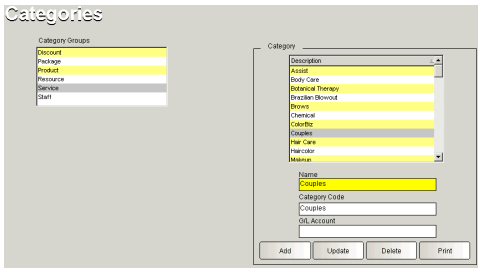 Categories
Category Groups
Discount
Package
Product
Resource
Service
Staff
Category
Description
Assist
Body Care
Botanical Therapy
Brazilian Blowout
Brows
Chemical
ColorBiz
Couples
Hair Care
Haircolor
Makeup
Name
Couples
Category Code
Couples
G/L Account
Add Update Delete Print